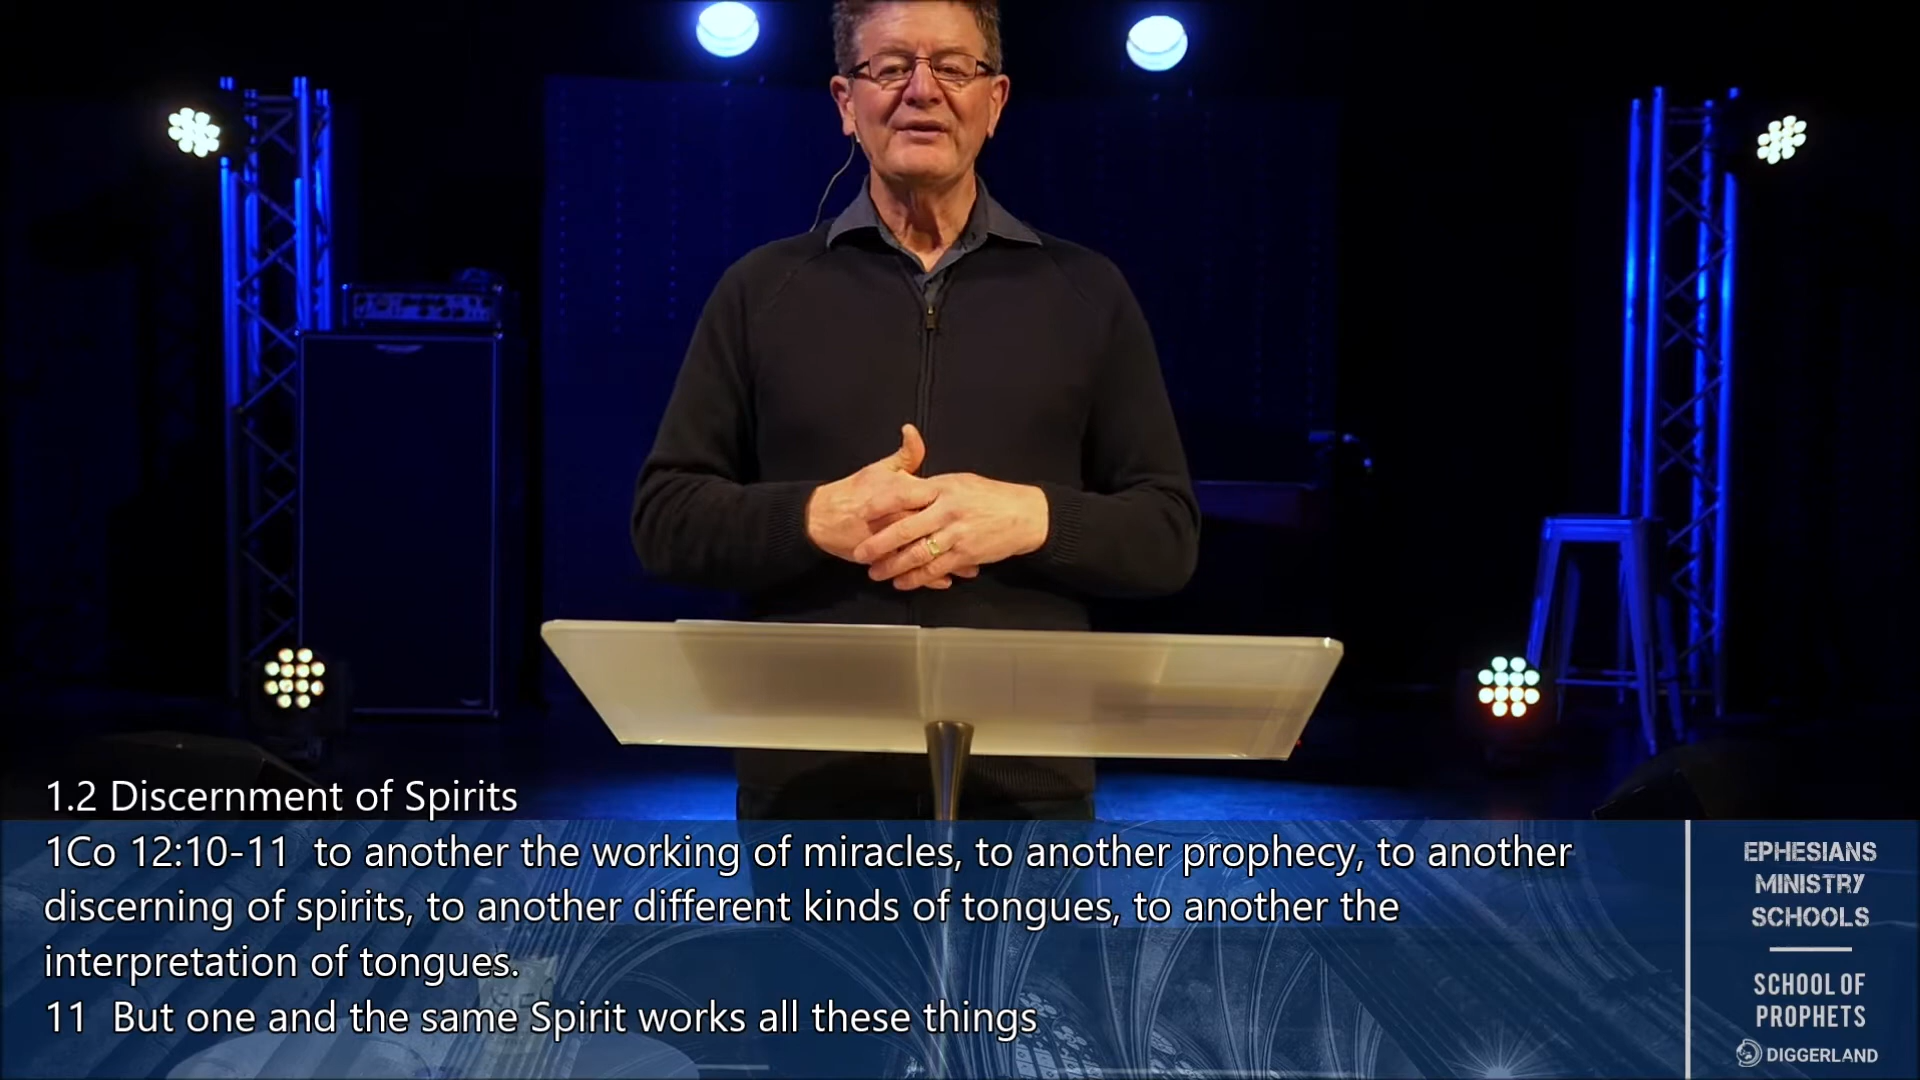 1.2 Discernment of Spirits
1Co 12:10-11  to another the working of miracles, to another prophecy, to another
discerning of spirits, to another different kinds of tongues, to another the
interpretation of tongues.
11  But one and the same Spirit works all these things
EPHESIANS
MINISTRY
SCHOOLS
SCHOOL OF
PROPHETS
DIGGERLAND